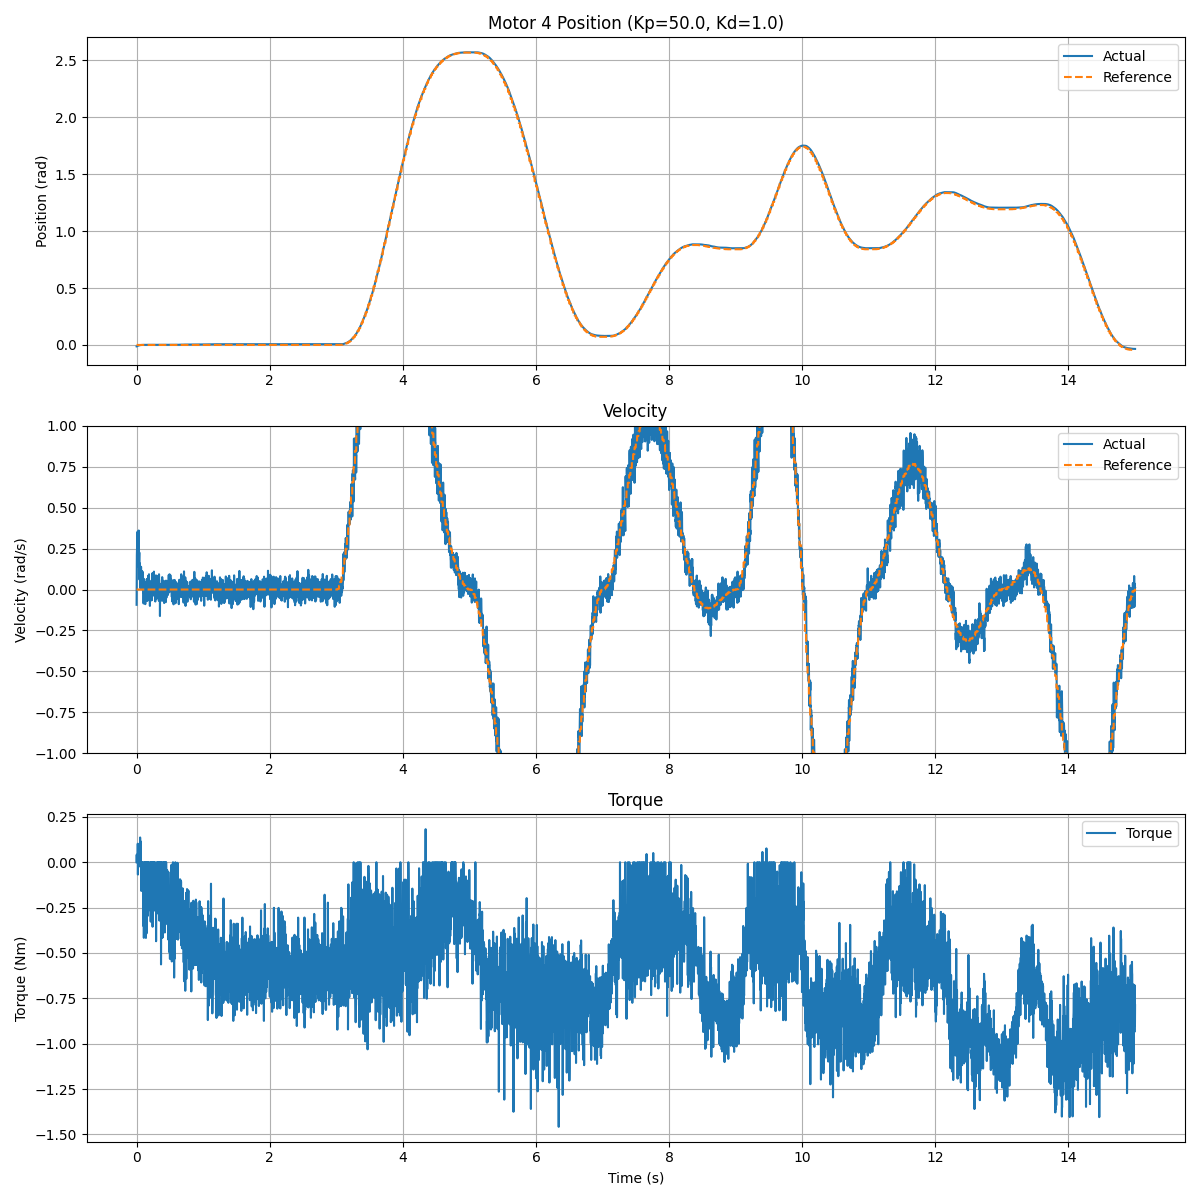 Motor 4 Position (Kp=50.0, Kd=1.0)
2.5
2.0
1.5
1.0
0.5
0.0
Position (rad)
Actual
Reference
0 2 4 6 8 10 12 14
Velocity
1.00
0.75
0.50
0.25
0.00
−0.25
−0.50
−0.75
−1.00
Velocity (rad/s)
Actual
Reference
0 2 4 6 8 10 12 14
Torque
0.25
0.00
−0.25
−0.50
−0.75
−1.00
−1.25
−1.50
Torque (Nm)
Torque
0 2 4 6 8 10 12 14
Time (s)